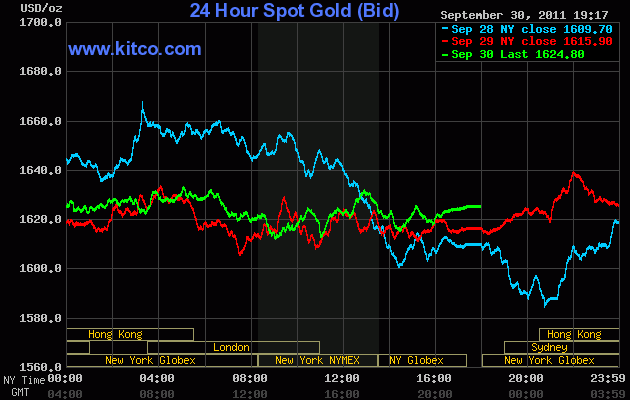 USD/oz 24 Hour Spot Gold (Bid)
September 30, 2011 19:17
www.kitco.com
Sep 28 NY close 1609.70
Sep 29 NY close 1615.90
Sep 30 Last 1624.80
1700.0
1680.0
1660.0
1640.0
1620.0
1600.0
1580.0
1560.0
Hong Kong Hong Kong
London Sydney
New York Globex New York NYMEX NY Globex New York Globex
NY Time 00:00 04:00 08:00 12:00 16:00 20:00 23:59
GMT 04:00 08:00 12:00 16:00 20:00 00:00 03:59